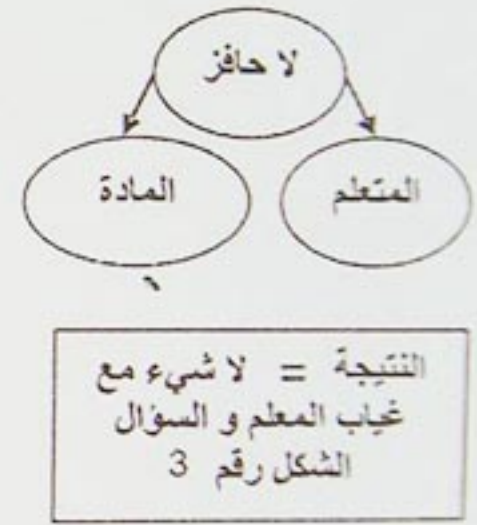 لا حافز
المتعلم
المادة
النتيجة = لا شيء مع
غياب المعلم و السؤال
الشكل رقم 3